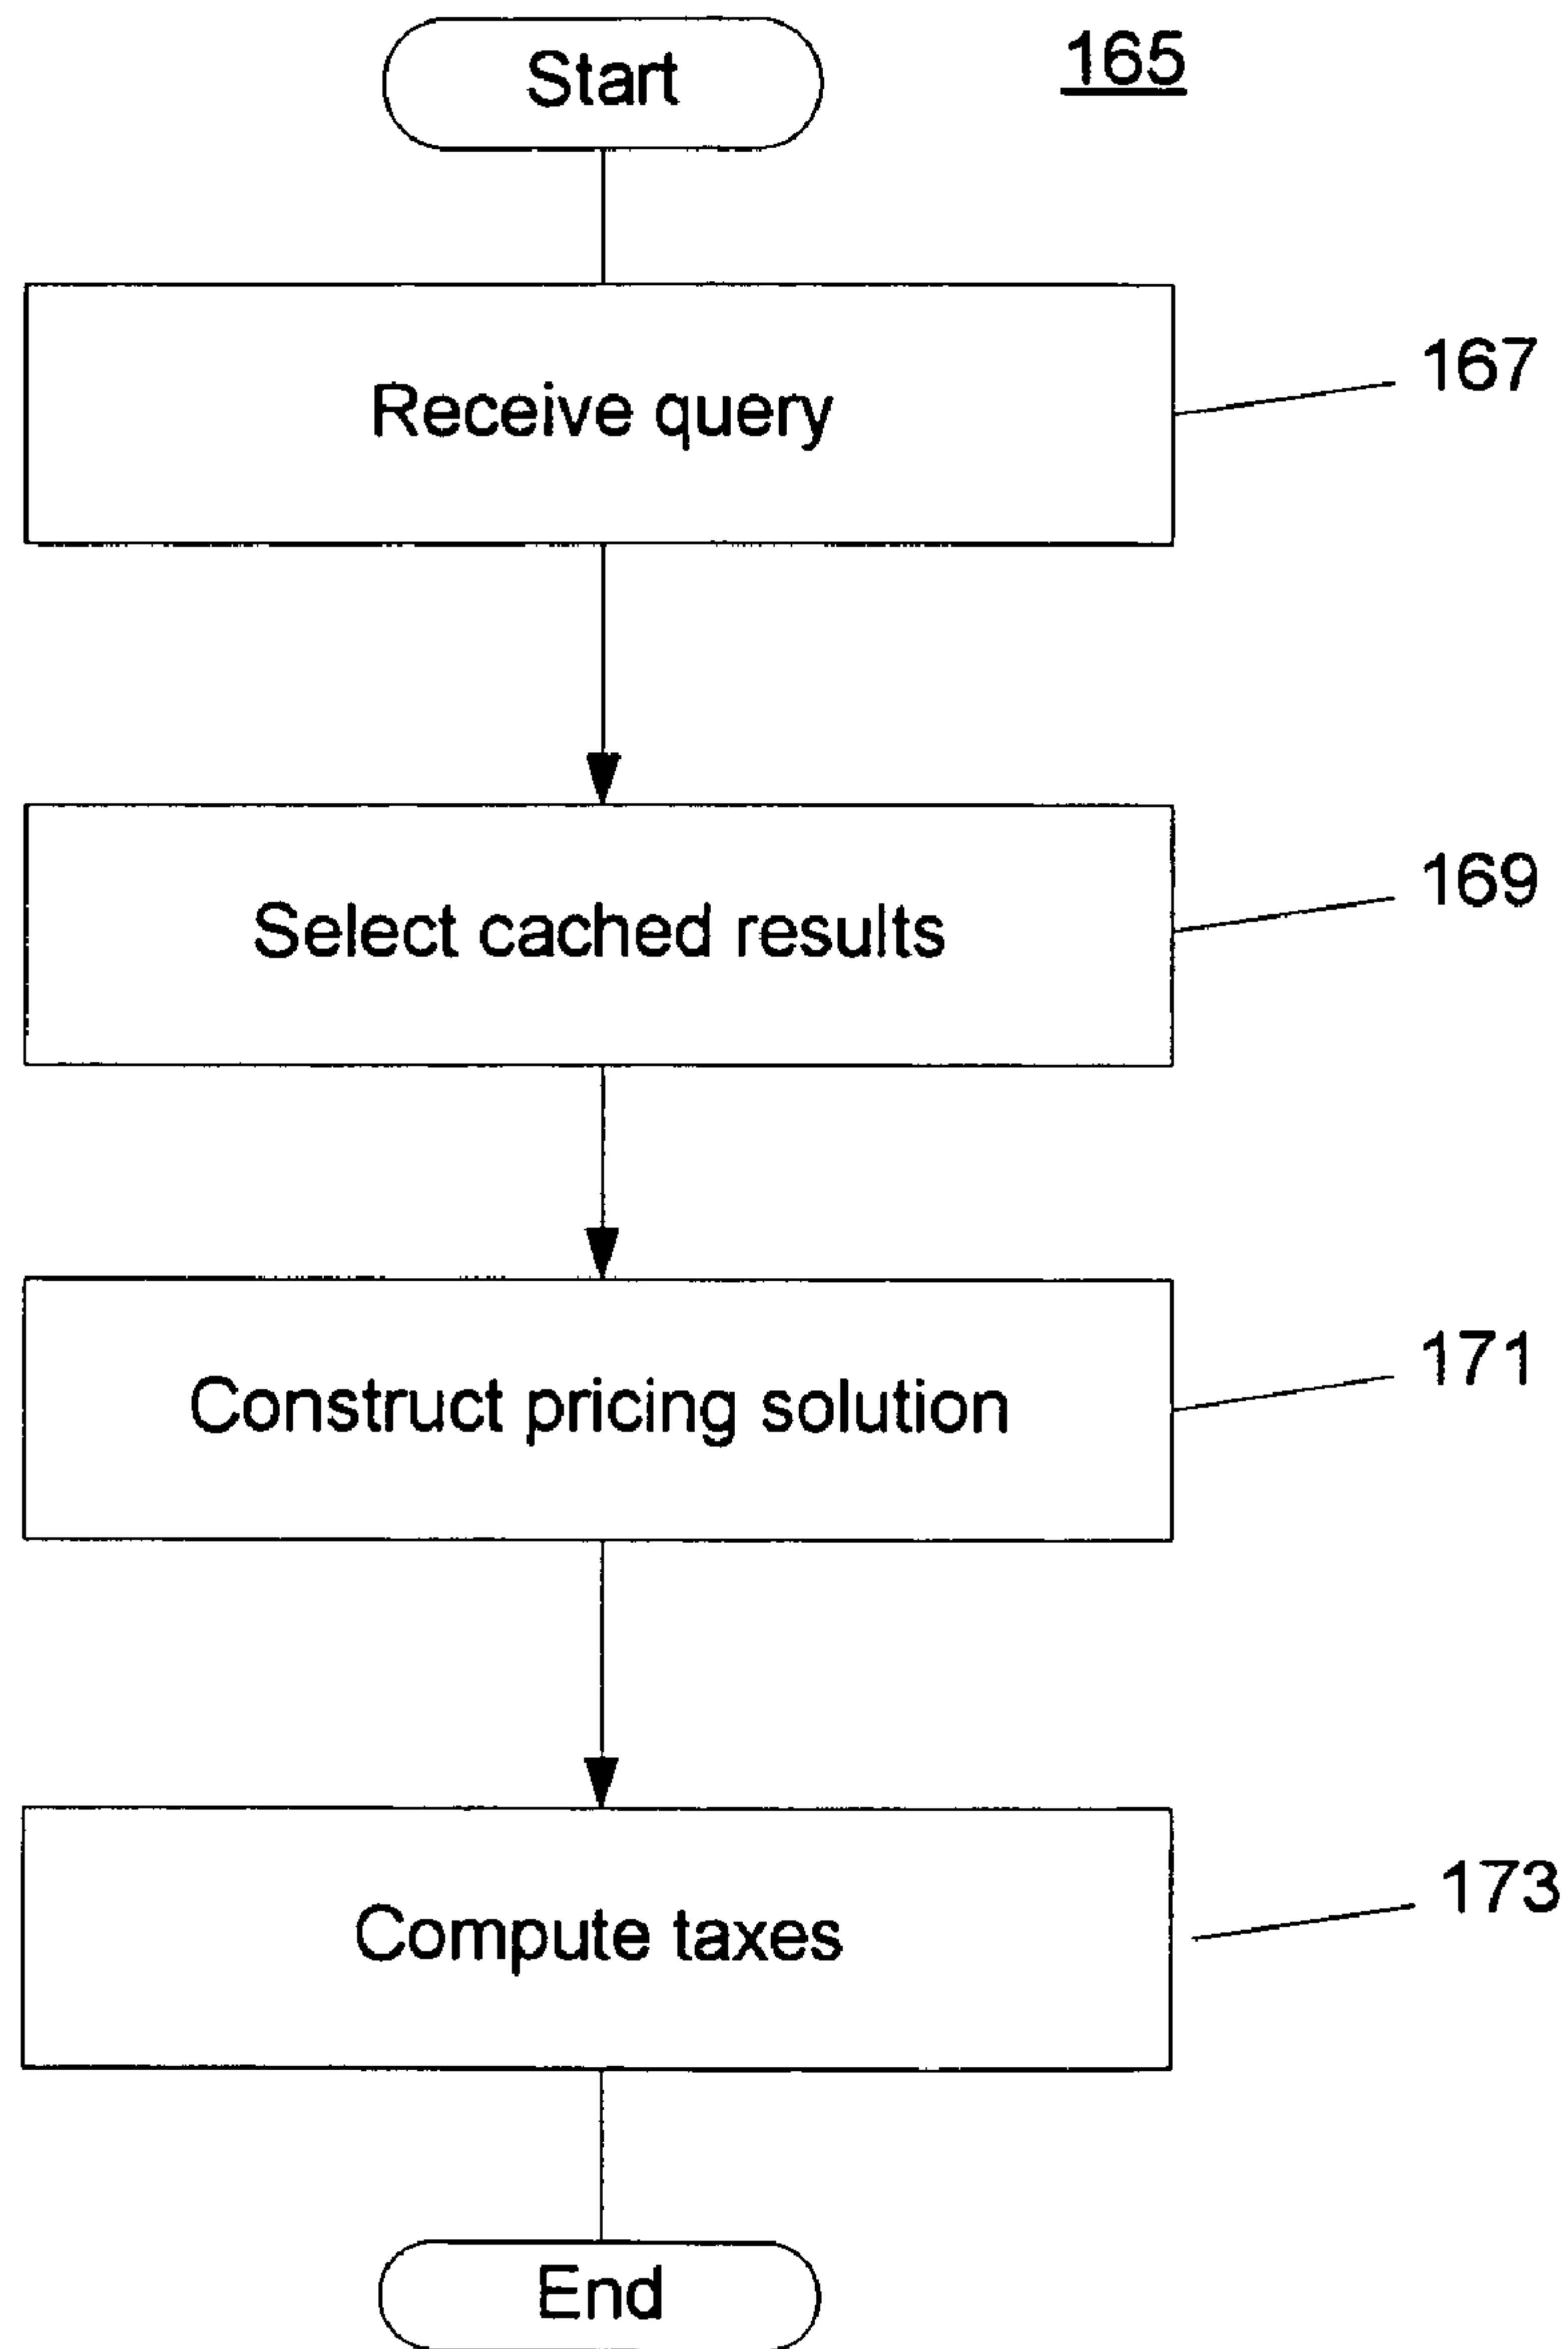 Start
165
Receive query
167
Select cached results
169
Construct pricing solution
171
Compute taxes
173
End